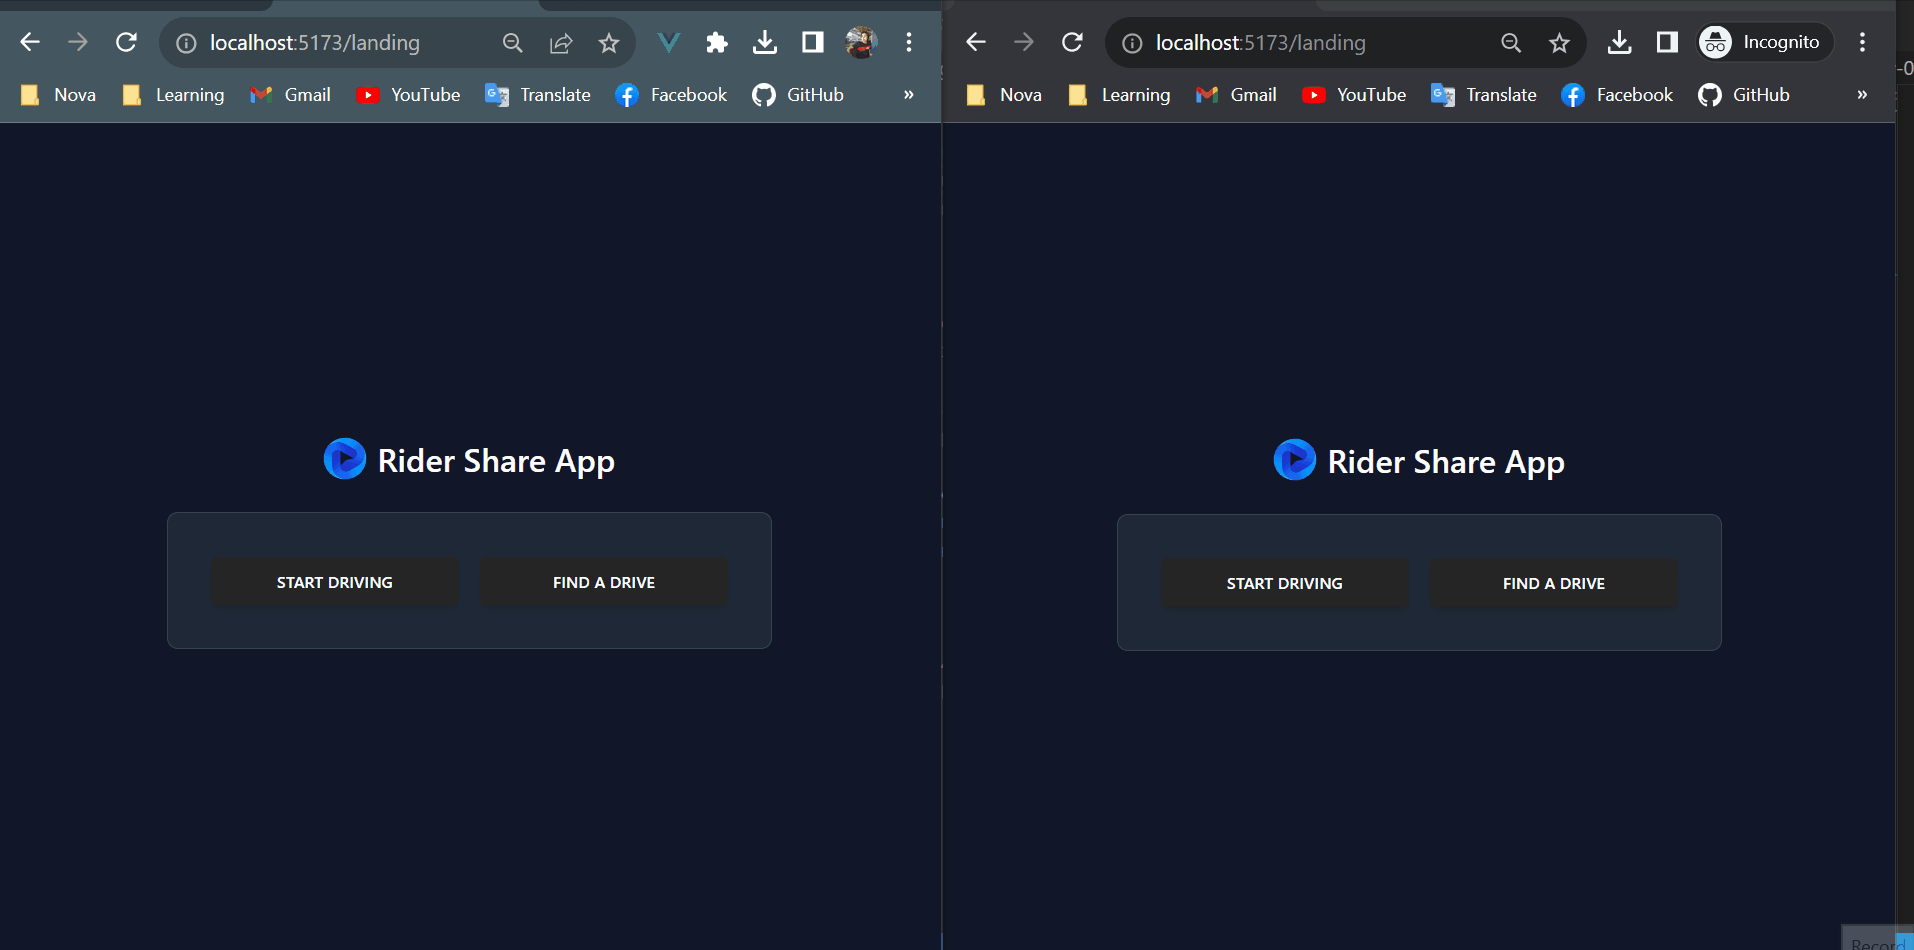 localhost:5173/landing
Nova Learning Gmail YouTube Translate Facebook GitHub »
Rider Share App
START DRIVING FIND A DRIVE
localhost:5173/landing Incognito
Nova Learning Gmail YouTube Translate Facebook GitHub »
Rider Share App
START DRIVING FIND A DRIVE
-0
Record